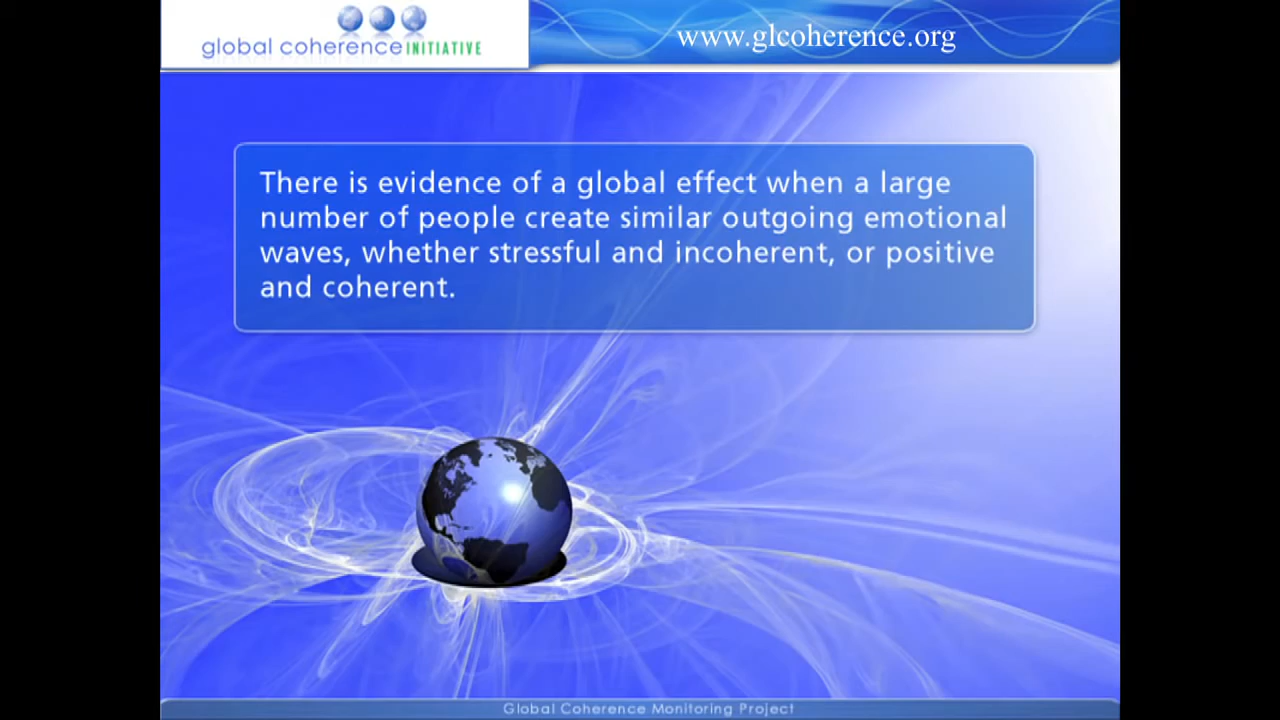 global coherence INITIATIVE
www.glcoherence.org
There is evidence of a global effect when a large
number of people create similar outgoing emotional
waves, whether stressful and incoherent, or positive
and coherent.
Global Coherence Monitoring Project